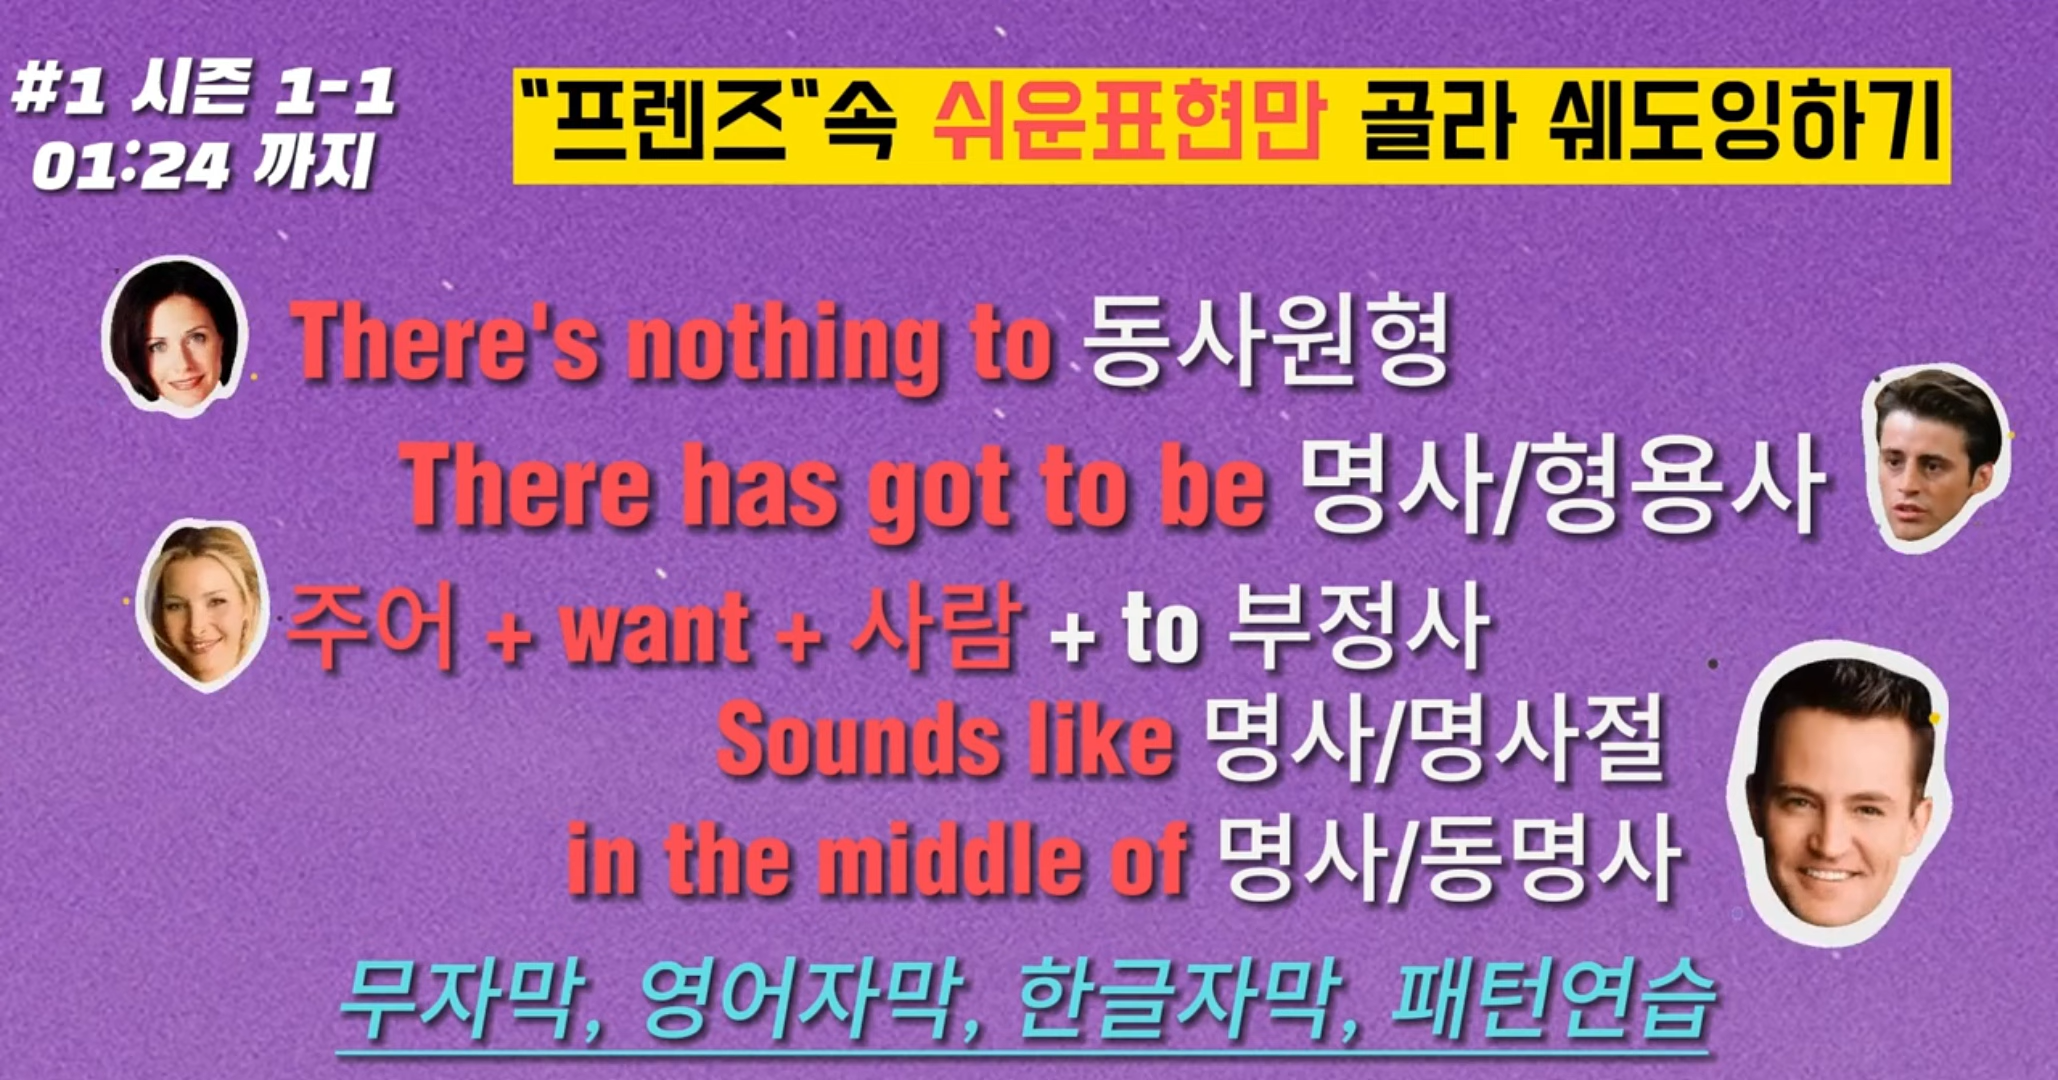 #1 시즌 1-1
01:24 까지
"프렌즈"속 쉬운표현만 골라 쉐도잉하기
There's nothing to 동사원형
There has got to be 명사/형용사
주어 + want + 사람 + to 부정사
Sounds like 명사/명사절
in the middle of 명사/동명사
무자막, 영어자막, 한글자막, 패턴연습